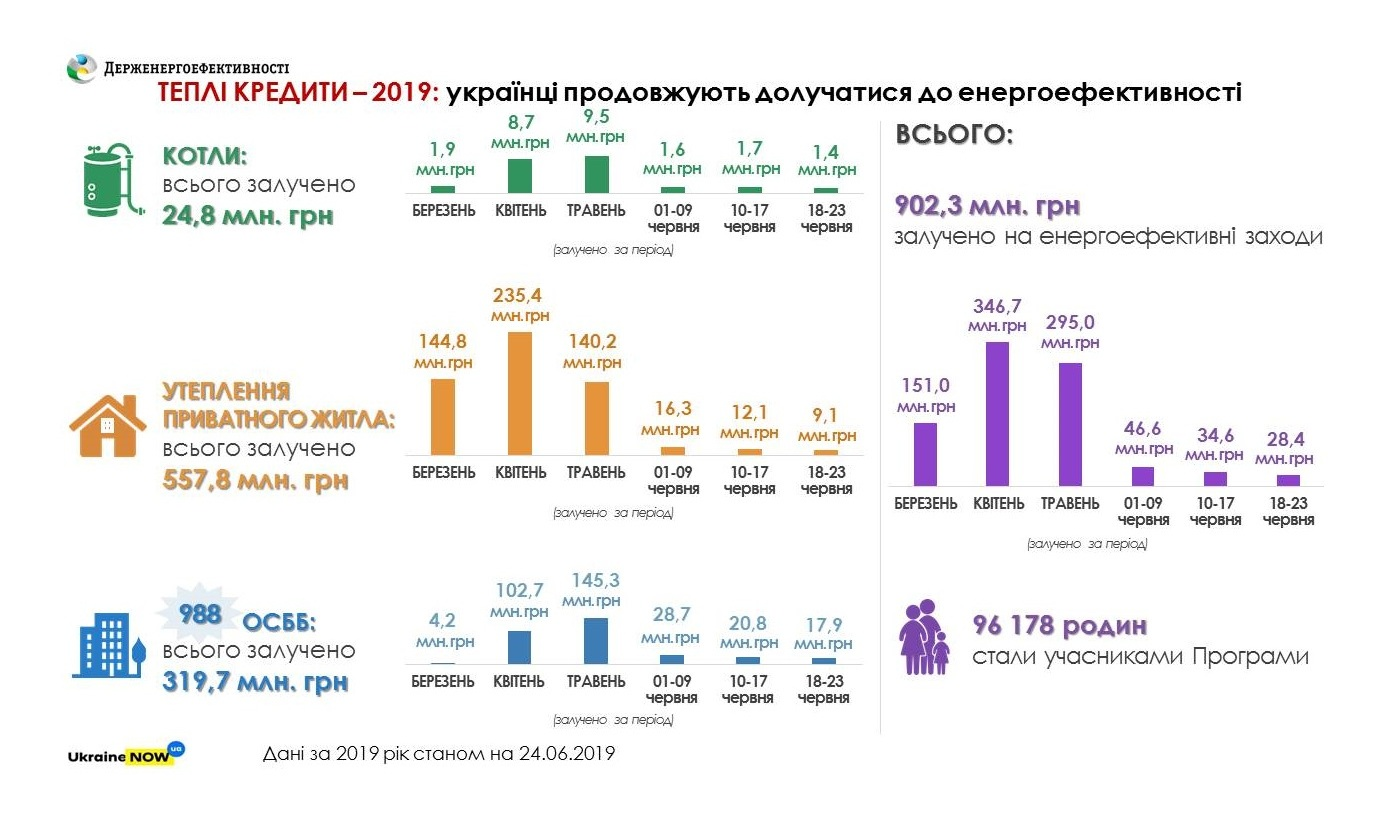 ДЕРЖЕНЕРГОЕФЕКТИВНОСТІ
ТЕПЛІ КРЕДИТИ – 2019: українці продовжують долучатися до енергоефективності
КОТЛИ:
всього залучено
24,8 млн. грн
1,9 млн.грн
8,7 млн.грн
9,5 млн.грн
1,6 млн.грн
1,7 млн.грн
1,4 млн.грн
БЕРЕЗЕНЬ КВІТЕНЬ ТРАВЕНЬ 01-09 10-17 18-23
червня червня червня
(залучено за період)
УТЕПЛЕННЯ
ПРИВАТНОГО ЖИТЛА:
всього залучено
557,8 млн. грн
144,8 млн.грн
235,4 млн.грн
140,2 млн.грн
16,3 млн.грн
12,1 млн.грн
9,1 млн.грн
БЕРЕЗЕНЬ КВІТЕНЬ ТРАВЕНЬ 01-09 10-17 18-23
червня червня червня
(залучено за період)
988 ОСББ:
всього залучено
319,7 млн. грн
4,2 млн.грн
102,7 млн.грн
145,3 млн.грн
28,7 млн.грн
20,8 млн.грн
17,9 млн.грн
БЕРЕЗЕНЬ КВІТЕНЬ ТРАВЕНЬ 01-09 10-17 18-23
червня червня червня
(залучено за період)
ВСЬОГО:
902,3 млн. грн
залучено на енергоефективні заходи
151,0 млн.грн
346,7 млн.грн
295,0 млн.грн
46,6 млн.грн
34,6 млн.грн
28,4 млн.грн
БЕРЕЗЕНЬ КВІТЕНЬ ТРАВЕНЬ 01-09 10-17 18-23
червня червня червня
(залучено за період)
96 178 родин
стали учасниками Програми
Ukraine NOW ua
Дані за 2019 рік станом на 24.06.2019